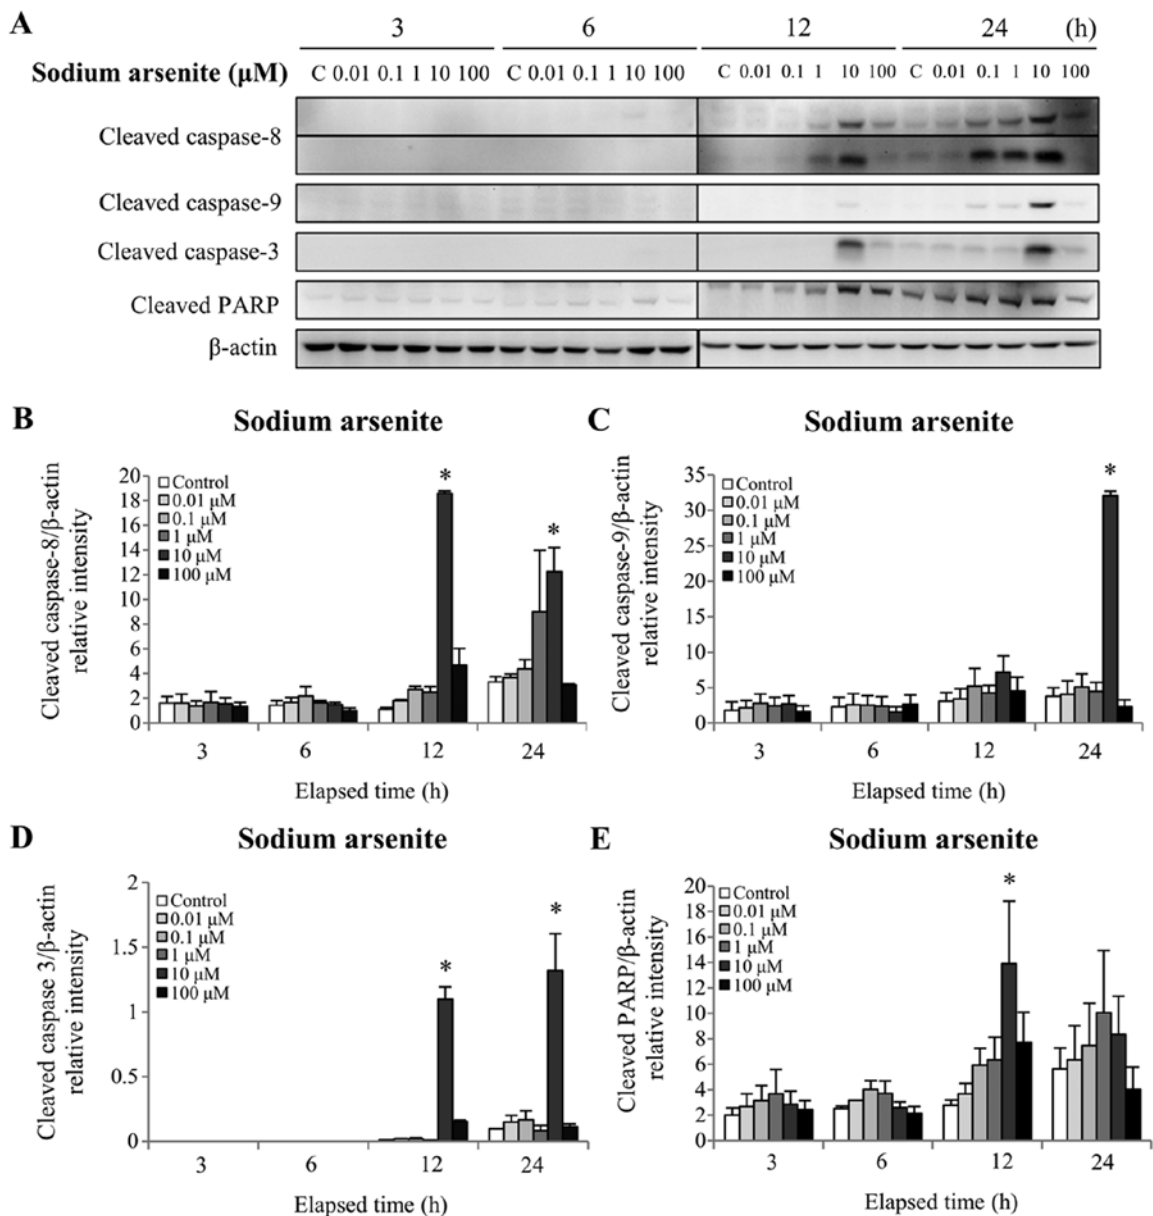 A
3 6 12 24 (h)
Sodium arsenite (μM) C 0.01 0.1 1 10 100 C 0.01 0.1 1 10 100 C 0.01 0.1 1 10 100 C 0.01 0.1 1 10 100
Cleaved caspase-8
Cleaved caspase-9
Cleaved caspase-3
Cleaved PARP
β-actin
B
Sodium arsenite
Cleaved caspase-8/β-actin
relative intensity
20
18
16
14
12
10
8
6
4
2
0
Control
0.01 μM
0.1 μM
1 μM
10 μM
100 μM
*
*
3 6 12 24
Elapsed time (h)
C
Sodium arsenite
Cleaved caspase-9/β-actin
relative intensity
35
30
25
20
15
10
5
0
Control
0.01 μM
0.1 μM
1 μM
10 μM
100 μM
*
3 6 12 24
Elapsed time (h)
D
Sodium arsenite
Cleaved caspase 3/β-actin
relative intensity
2
1.5
1
0.5
0
Control
0.01 μM
0.1 μM
1 μM
10 μM
100 μM
*
*
3 6 12 24
Elapsed time (h)
E
Sodium arsenite
Cleaved PARP/β-actin
relative intensity
20
18
16
14
12
10
8
6
4
2
0
Control
0.01 μM
0.1 μM
1 μM
10 μM
100 μM
*
3 6 12 24
Elapsed time (h)